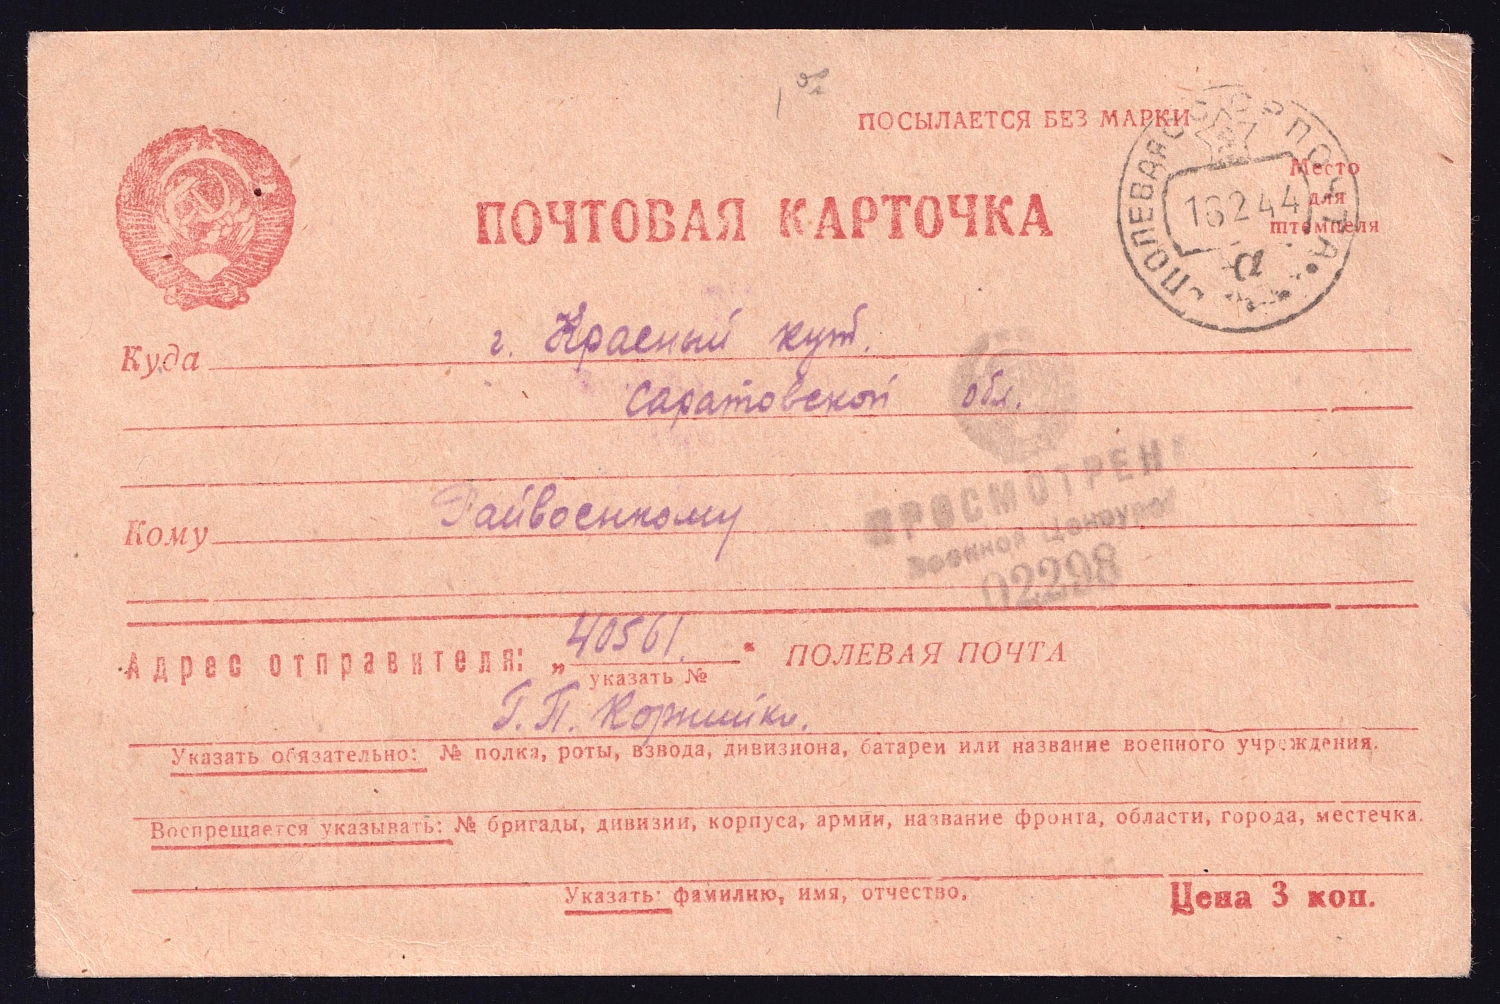 ПОСЫЛАЕТСЯ БЕЗ МАРКИ
Место
для
штемпеля
ПОЛЕВАЯ ПОЧТА
16 2 44
а
ПОЧТОВАЯ КАРТОЧКА
Куда г. Красный кут.
Саратовской обл.
ПРОСМОТРЕНО
Военной Цензурой
02298
Кому Райвоенкому
Адрес отправителя: „40561.“ ПОЛЕВАЯ ПОЧТА
указать №
Г. П.
Указать обязательно: № полка, роты, взвода, дивизиона, батареи или название военного учреждения.
Воспрещается указывать: № бригады, дивизии, корпуса, армии, название фронта, области, города, местечка.
Указать: фамилию, имя, отчество.
Цена 3 коп.